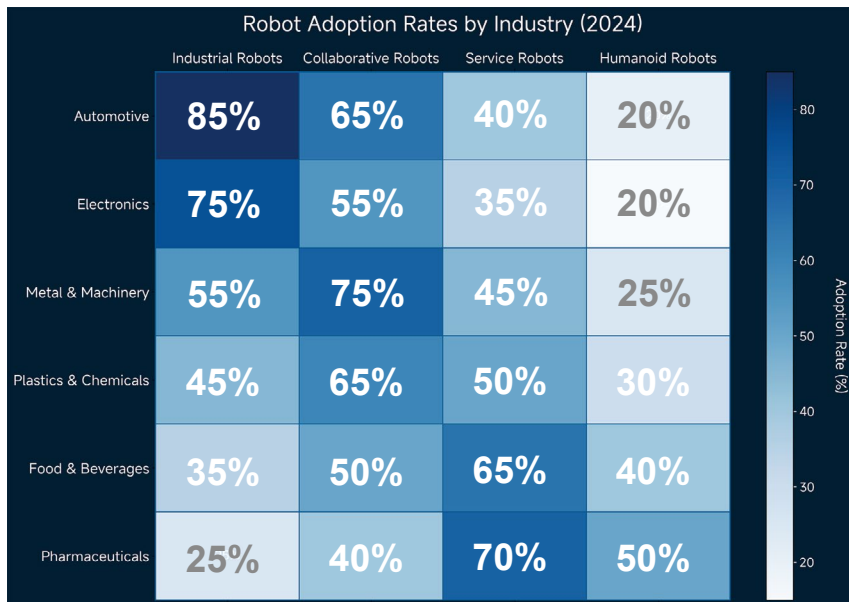 Robot Adoption Rates by Industry (2024)
Industrial Robots Collaborative Robots Service Robots Humanoid Robots
Automotive 85% 65% 40% 20%
Electronics 75% 55% 35% 20%
Metal & Machinery 55% 75% 45% 25%
Plastics & Chemicals 45% 65% 50% 30%
Food & Beverages 35% 50% 65% 40%
Pharmaceuticals 25% 40% 70% 50%
80
70
60
50
40
30
20
Adoption Rate (%)